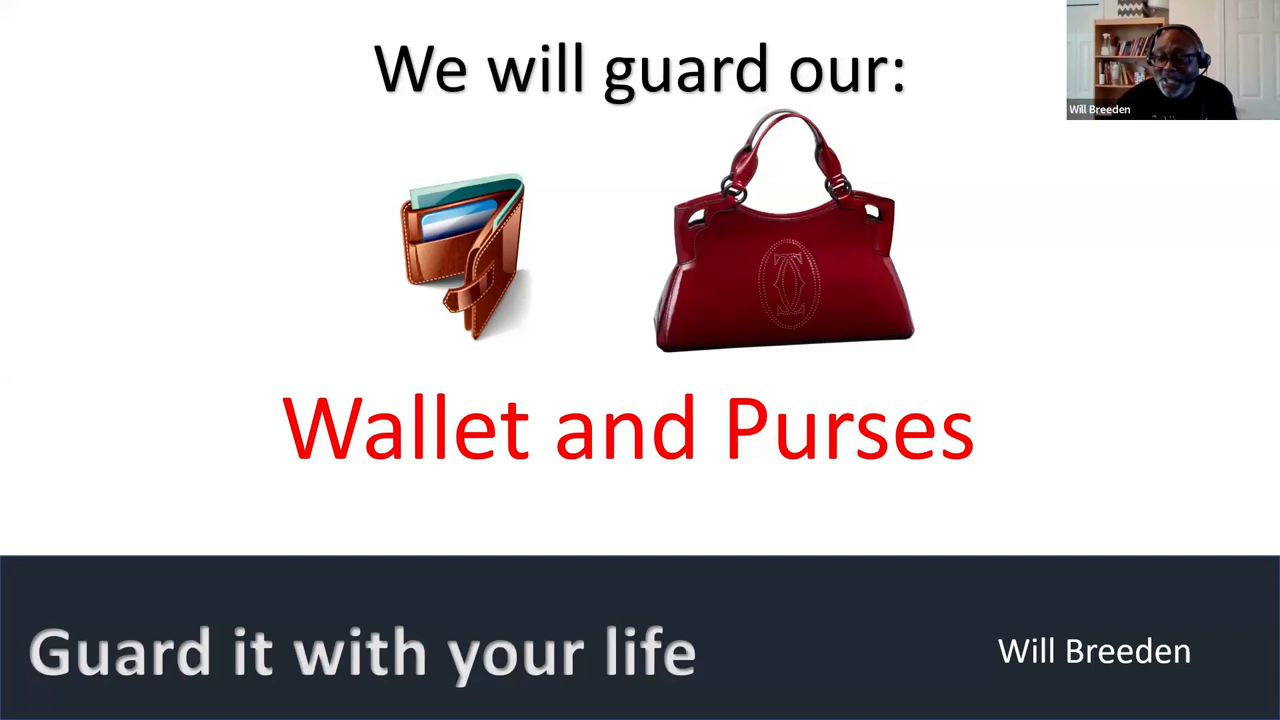 We will guard our:
Will Breeden
Wallet and Purses
Guard it with your life
Will Breeden